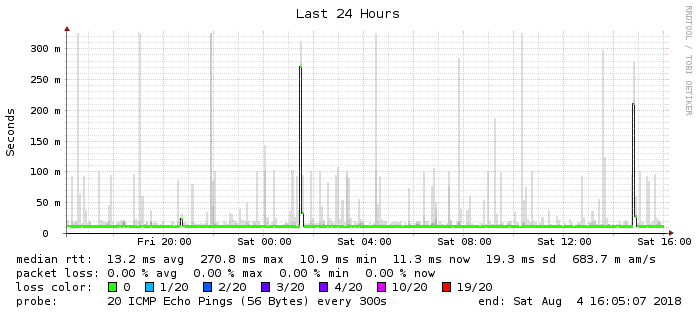 Last 24 Hours
RRDTOOL / TOBI OETIKER
Seconds
300 m
250 m
200 m
150 m
100 m
50 m
0
Fri 20:00 Sat 00:00 Sat 04:00 Sat 08:00 Sat 12:00 Sat 16:00
median rtt: 13.2 ms avg 270.8 ms max 10.9 ms min 11.3 ms now 19.3 ms sd 683.7 m am/s
packet loss: 0.00 % avg 0.00 % max 0.00 % min 0.00 % now
loss color: 0 1/20 2/20 3/20 4/20 10/20 19/20
probe: 20 ICMP Echo Pings (56 Bytes) every 300s end: Sat Aug 4 16:05:07 2018